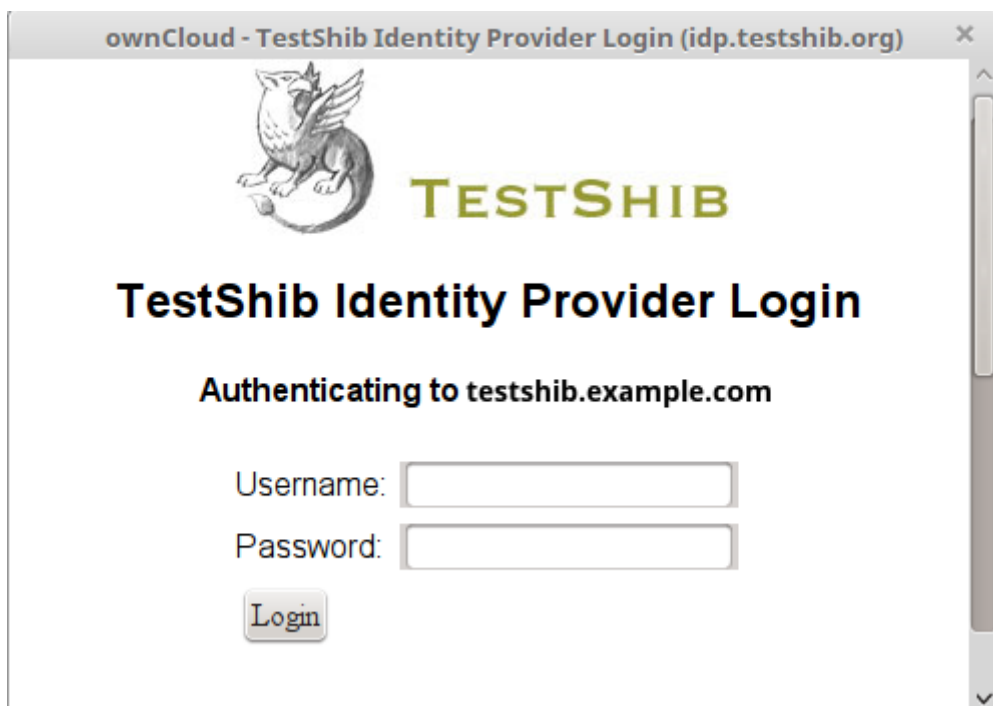 ownCloud - TestShib Identity Provider Login (idp.testshib.org)
TESTSHIB
TestShib Identity Provider Login
Authenticating to testshib.example.com
Username:
Password:
Login